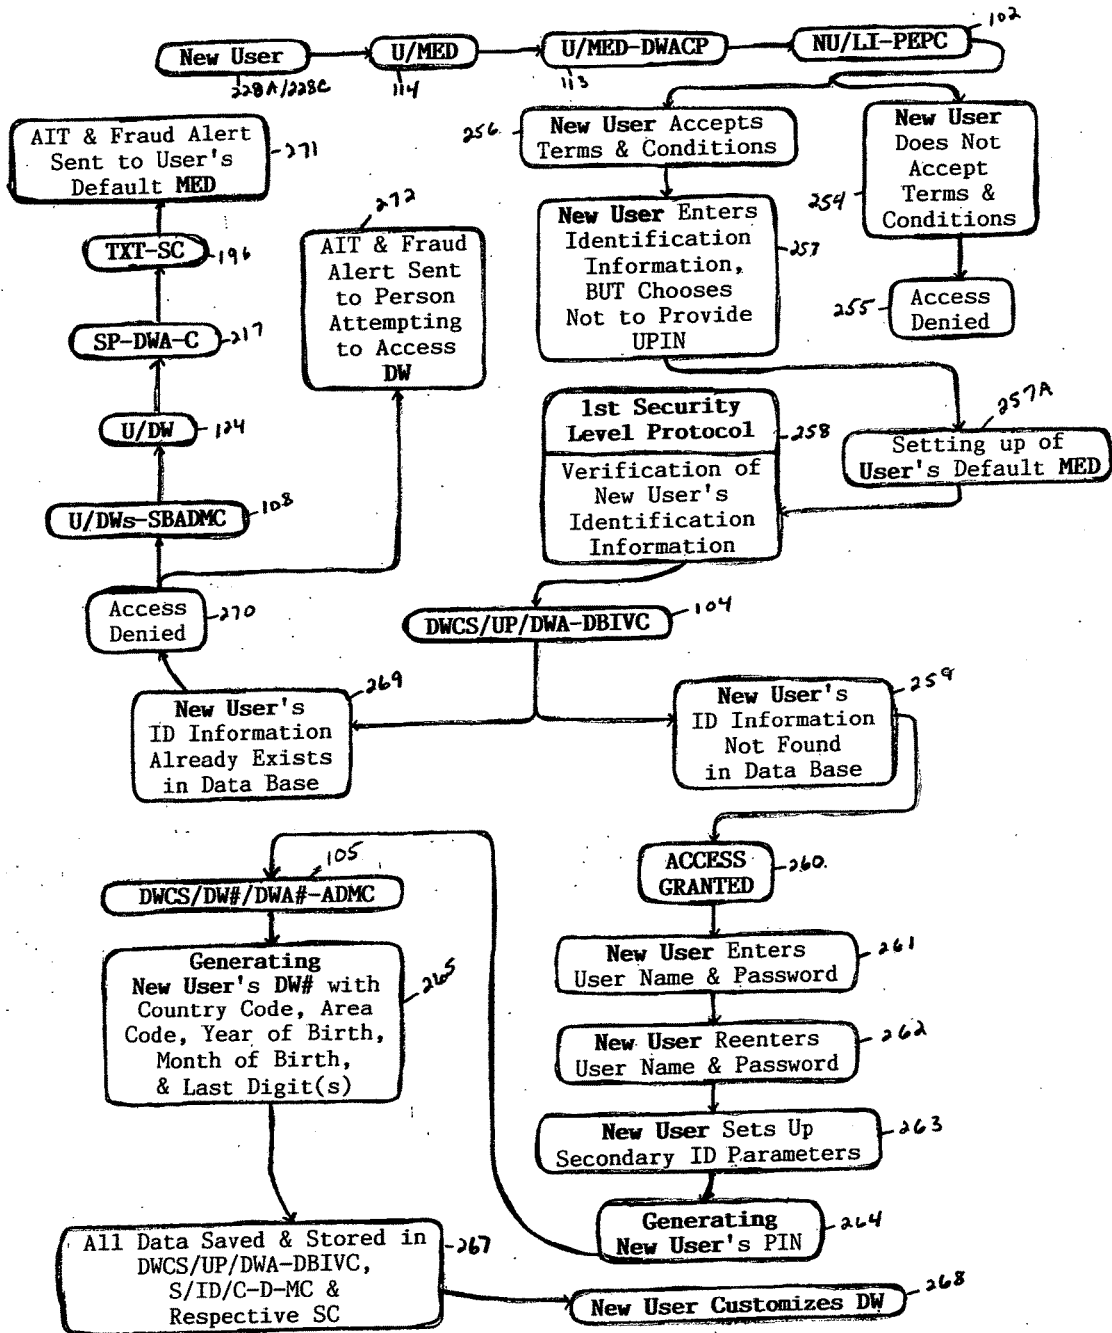 New User
228A/228C
U/MED
114
U/MED-DWACP
113
NU/LI-PEPC
102
AIT & Fraud Alert
Sent to User's
Default MED
271
256
New User Accepts
Terms & Conditions
New User
Does Not
Accept
Terms &
Conditions
254
272
AIT & Fraud
Alert Sent
to Person
Attempting
to Access
DW
New User Enters
Identification
Information,
BUT Chooses
Not to Provide
UPIN
257
TXT-SC
196
255
Access
Denied
SP-DWA-C
217
U/DW
124
1st Security
Level Protocol
258
Verification of
New User's
Identification
Information
257A
Setting up of
User's Default MED
U/DWs-SBADMC
108
Access
Denied
270
DWCS/UP/DWA-DBIVC
104
269
New User's
ID Information
Already Exists
in Data Base
259
New User's
ID Information
Not Found
in Data Base
105
DWCS/DW#/DWA#-ADMC
ACCESS
GRANTED
260
Generating
New User's DW# with
Country Code, Area
Code, Year of Birth,
Month of Birth,
& Last Digit(s)
265
New User Enters
User Name & Password
261
New User Reenters
User Name & Password
262
New User Sets Up
Secondary ID Parameters
263
Generating
New User's PIN
264
All Data Saved & Stored in
DWCS/UP/DWA-DBIVC,
S/ID/C-D-MC &
Respective SC
267
New User Customizes DW
268